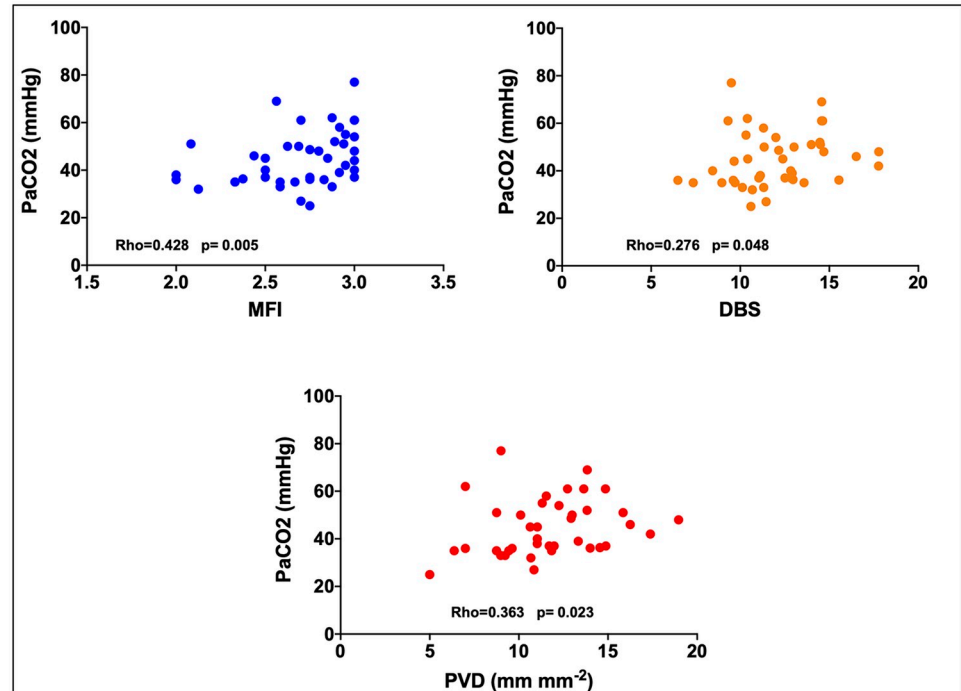 PaCO2 (mmHg)
100
80
60
40
20
0
Rho=0.428 p= 0.005
1.5 2.0 2.5 3.0 3.5
MFI
PaCO2 (mmHg)
100
80
60
40
20
0
Rho=0.276 p= 0.048
0 5 10 15 20
DBS
PaCO2 (mmHg)
100
80
60
40
20
0
Rho=0.363 p= 0.023
0 5 10 15 20
PVD (mm mm⁻²)